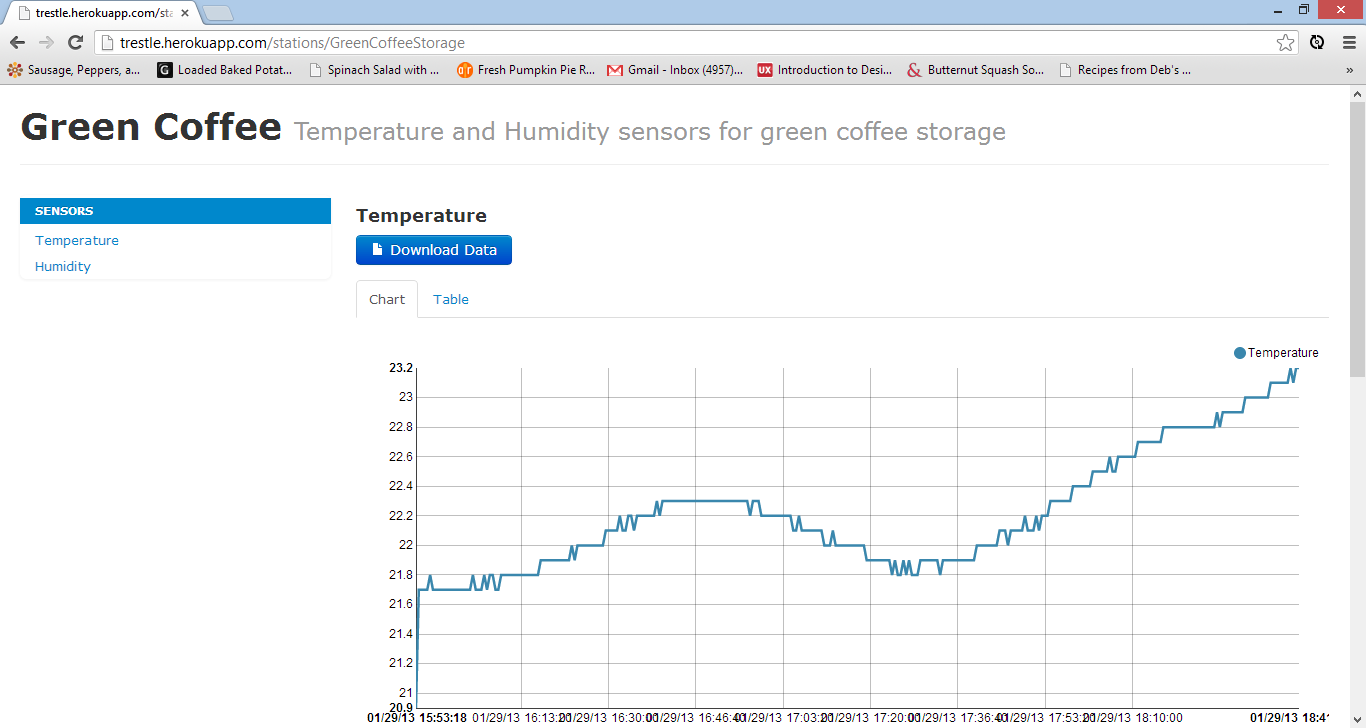 trestle.herokuapp.com/sta
trestle.herokuapp.com/stations/GreenCoffeeStorage
Sausage, Peppers, a... G Loaded Baked Potat... Spinach Salad with ... dr Fresh Pumpkin Pie R... Gmail - Inbox (4957)... UX Introduction to Desi... & Butternut Squash So... Recipes from Deb's ... »
Green Coffee Temperature and Humidity sensors for green coffee storage
SENSORS
Temperature
Humidity
Temperature
Download Data
Chart Table
Temperature
23.2
23
22.8
22.6
22.4
22.2
22
21.8
21.6
21.4
21.2
21
20.9
01/29/13 15:53:18 01/29/13 16:13:20 01/29/13 16:30:00 01/29/13 16:46:40 01/29/13 17:03:20 01/29/13 17:20:00 01/29/13 17:36:40 01/29/13 17:53:20 01/29/13 18:10:00 01/29/13 18:41